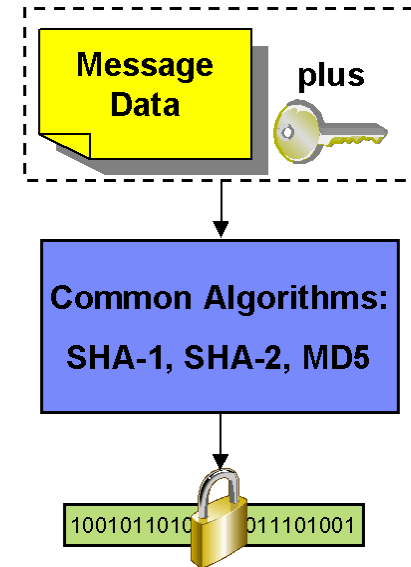 Message
Data
plus
Common Algorithms:
SHA-1, SHA-2, MD5
1001011010 011101001